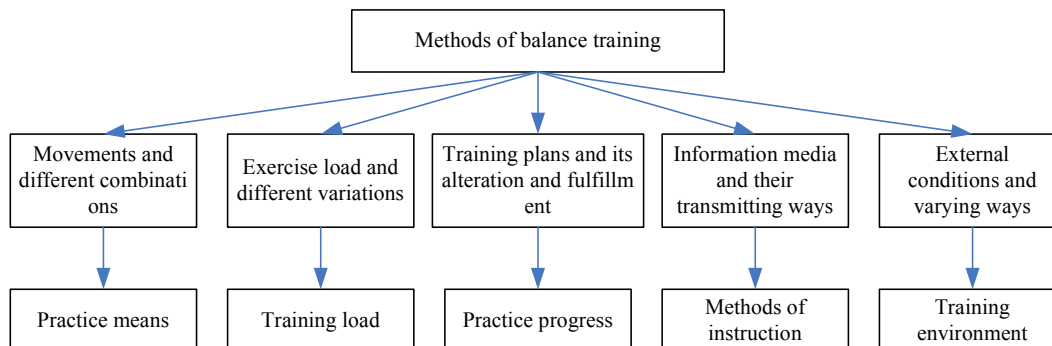 Methods of balance training
Movements and
different combinati
ons
Exercise load and
different variations
Training plans and its
alteration and fulfillm
ent
Information media
and their
transmitting ways
External
conditions and
varying ways
Practice means
Training load
Practice progress
Methods of
instruction
Training
environment